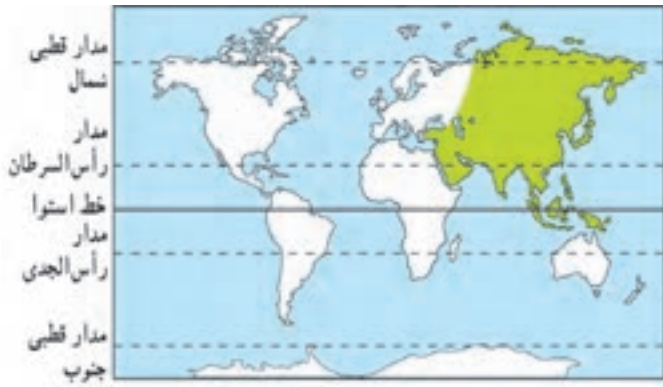 مدار قطبی
شمال
مدار
رأس‌السرطان
خط استوا
مدار
رأس‌الجدی
مدار قطبی
جنوب